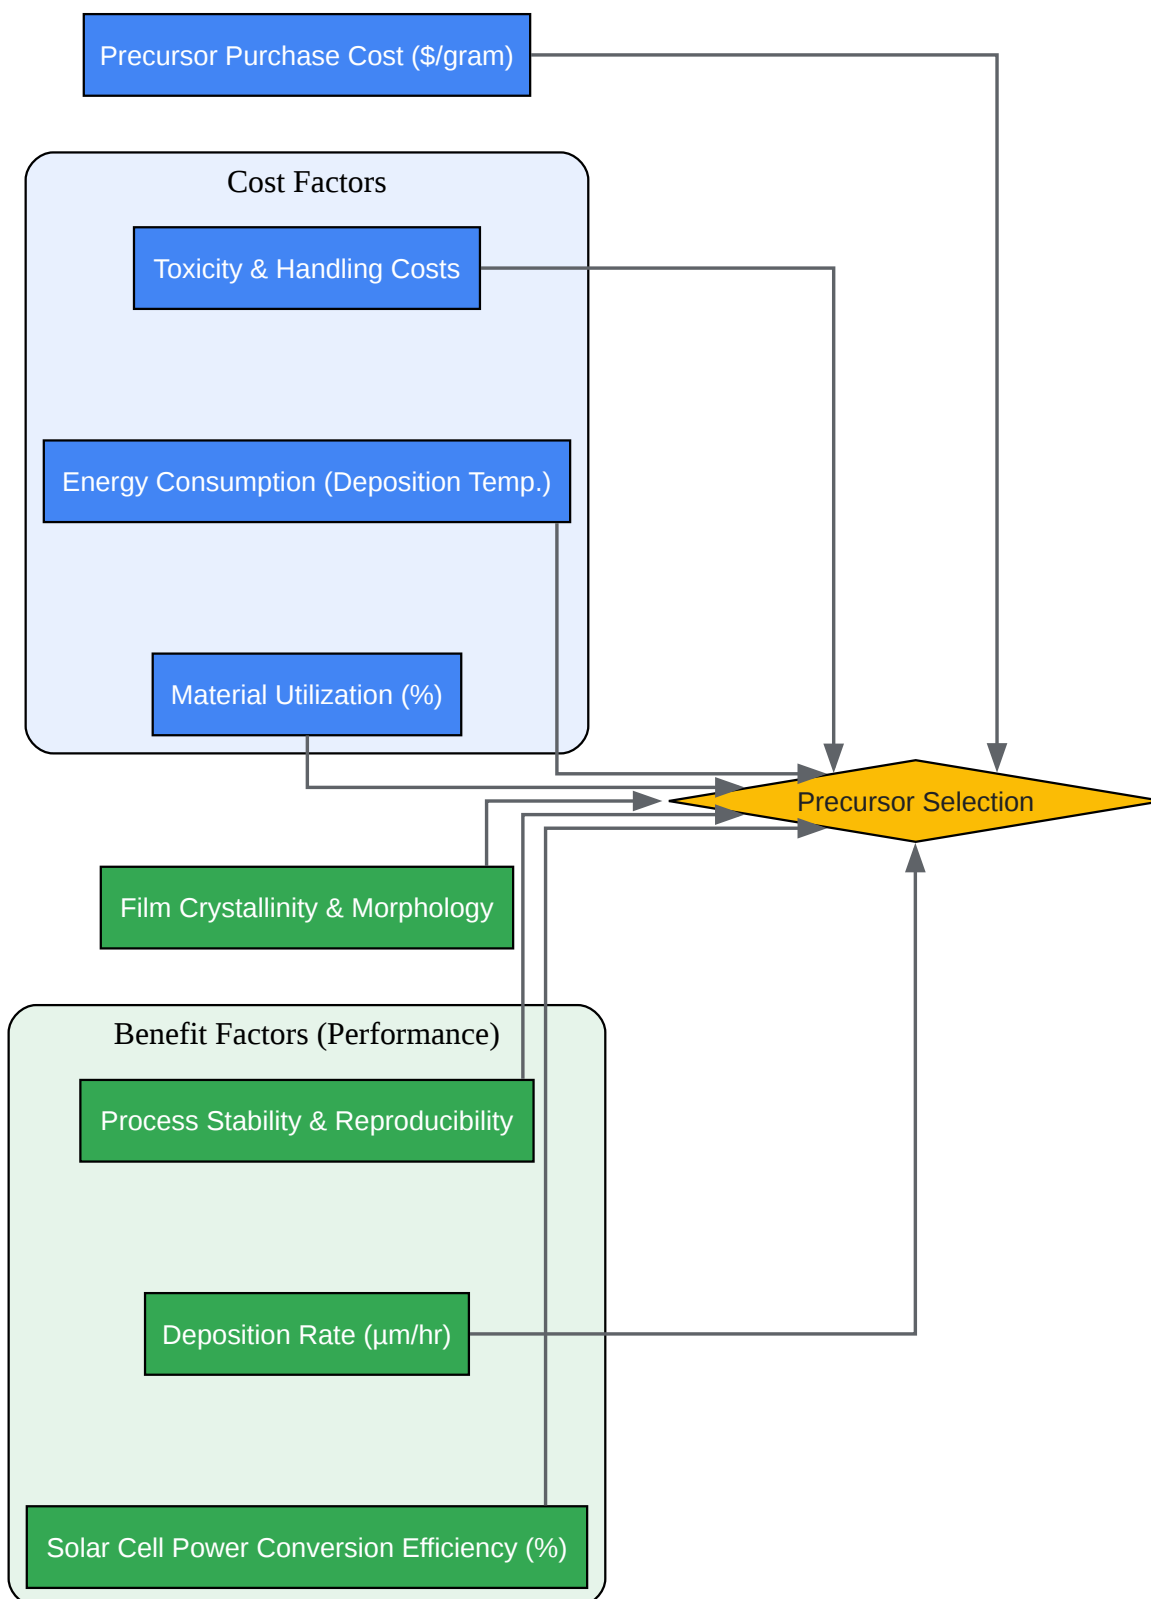 Precursor Purchase Cost ($/gram)
Cost Factors
Toxicity & Handling Costs
Energy Consumption (Deposition Temp.)
Material Utilization (%)
Precursor Selection
Film Crystallinity & Morphology
Benefit Factors (Performance)
Process Stability & Reproducibility
Deposition Rate (µm/hr)
Solar Cell Power Conversion Efficiency (%)